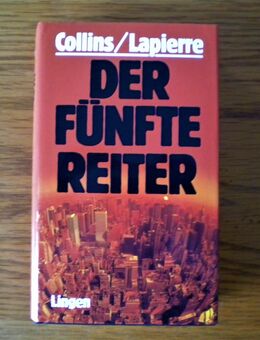 Collins/Lapierre
DER
FÜNFTE
REITER
Lingen